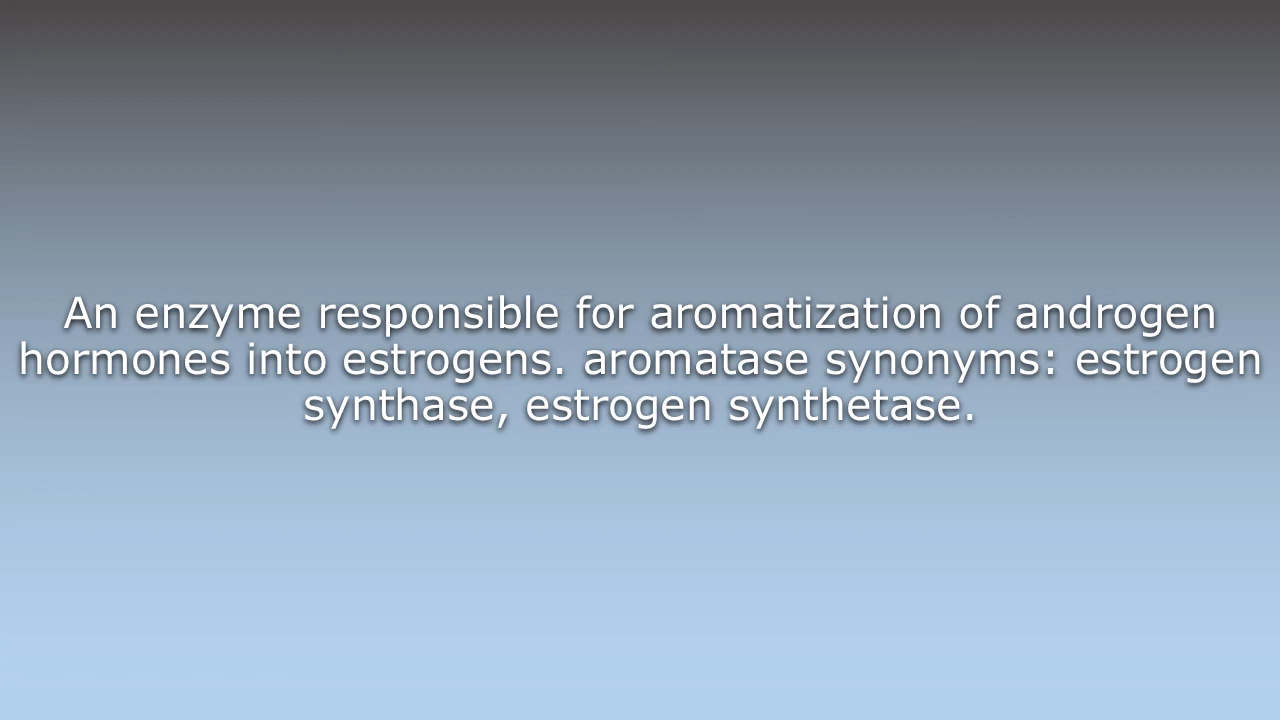 An enzyme responsible for aromatization of androgen
hormones into estrogens. aromatase synonyms: estrogen
synthase, estrogen synthetase.